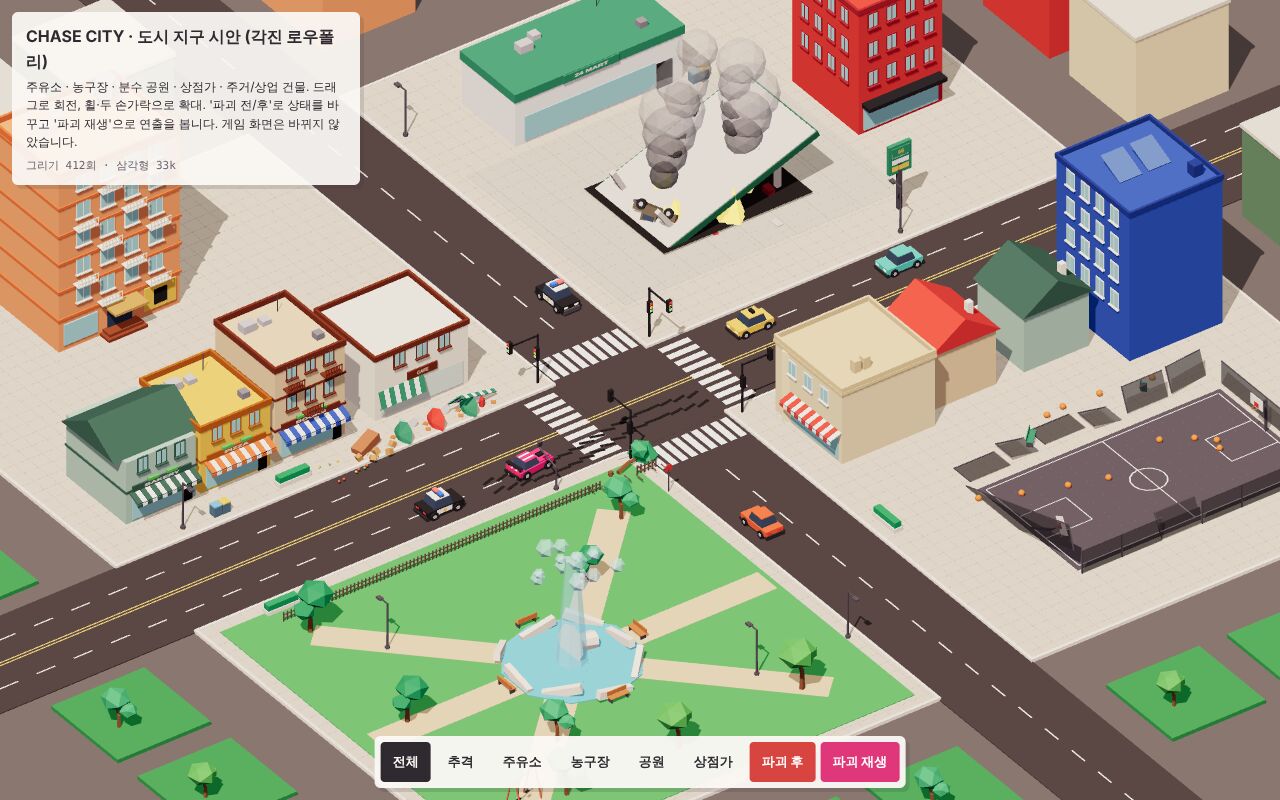 CHASE CITY · 도시 지구 시안 (각진 로우폴
리)
주유소 · 농구장 · 분수 공원 · 상점가 · 주거/상업 건물. 드래
그로 회전, 휠·두 손가락으로 확대. '파괴 전/후'로 상태를 바
꾸고 '파괴 재생'으로 연출을 봅니다. 게임 화면은 바뀌지 않
았습니다.
그리기 412회 · 삼각형 33k
24 MART
CAFE
전체 추격 주유소 농구장 공원 상점가 파괴 후 파괴 재생